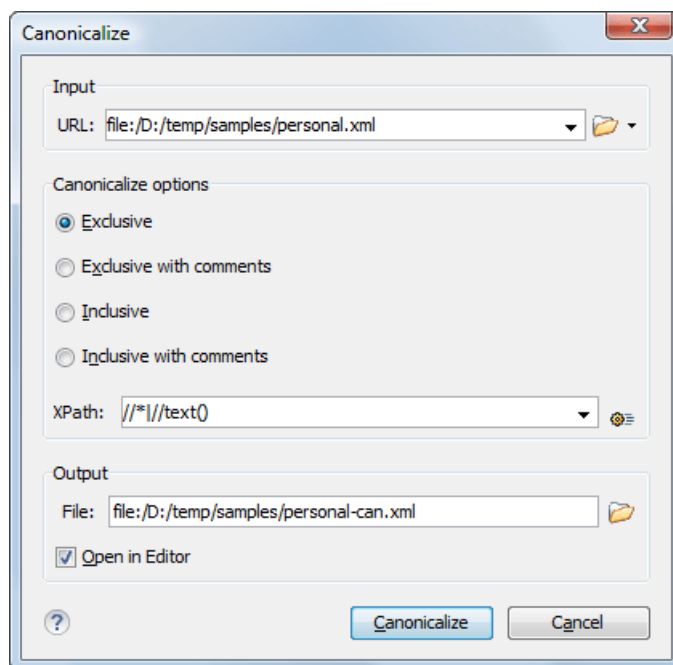 Canonicalize
Input
URL: file:/D:/temp/samples/personal.xml
Canonicalize options
Exclusive
Exclusive with comments
Inclusive
Inclusive with comments
XPath: //*|//text()
Output
File: file:/D:/temp/samples/personal-can.xml
Open in Editor
? Canonicalize Cancel